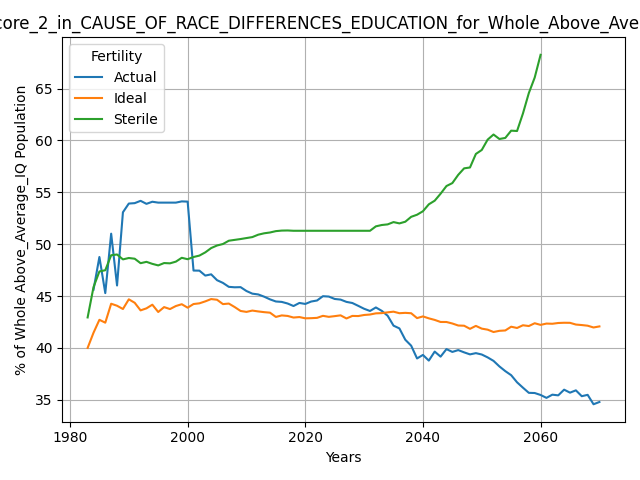 core_2_in_CAUSE_OF_RACE_DIFFERENCES_EDUCATION_for_Whole_Above_Ave
Fertility
Actual
Ideal
Sterile
% of Whole Above_Average_IQ Population
65
60
55
50
45
40
35
1980
2000
2020
2040
2060
Years